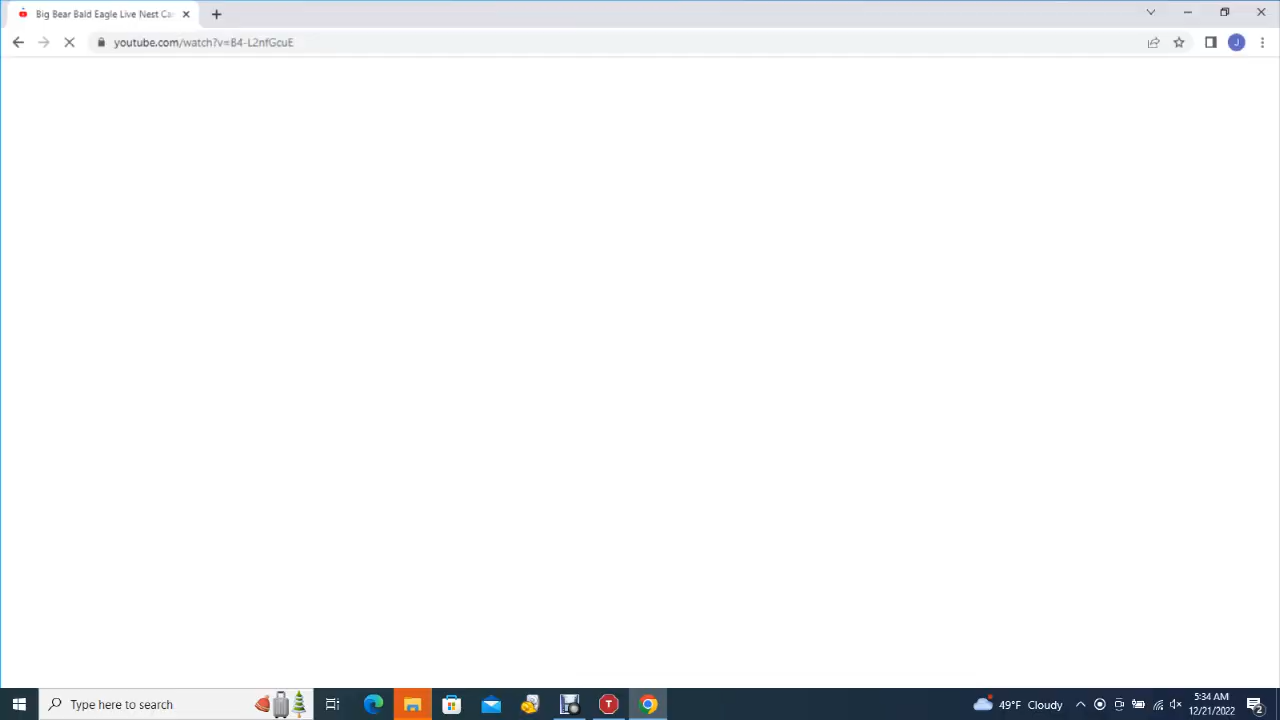 Big Bear Bald Eagle Live Nest Ca
youtube.com/watch?v=B4-L2nfGcuE
J
Type here to search
T
49°F Cloudy
5:34 AM
12/21/2022
2